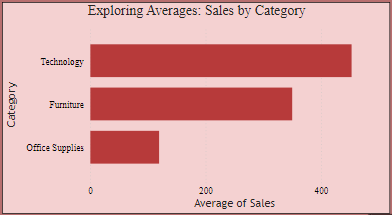 Exploring Averages: Sales by Category
Category
Technology
Furniture
Office Supplies
0 200 400
Average of Sales